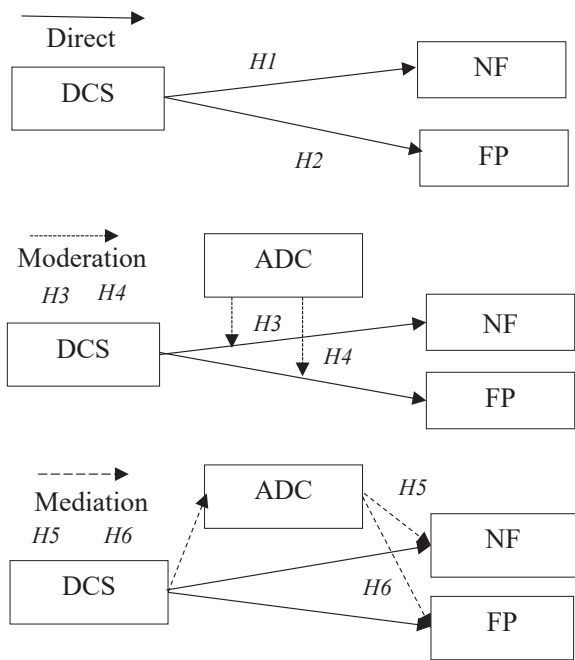 Direct
H1
NF
DCS
H2
FP
Moderation
H3 H4
ADC
H3
NF
DCS
H4
FP
Mediation
H5 H6
ADC
H5
NF
DCS
H6
FP